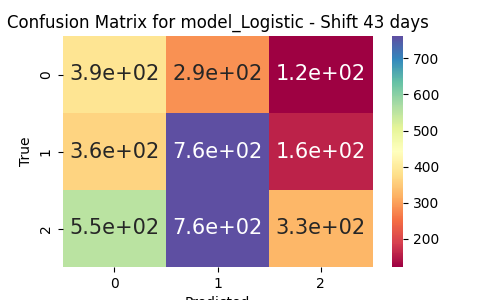 Confusion Matrix for model_Logistic - Shift 43 days
0 3.9e+02 2.9e+02 1.2e+02
1 3.6e+02 7.6e+02 1.6e+02
2 5.5e+02 7.6e+02 3.3e+02
True
0 1 2
Predicted
700
600
500
400
300
200